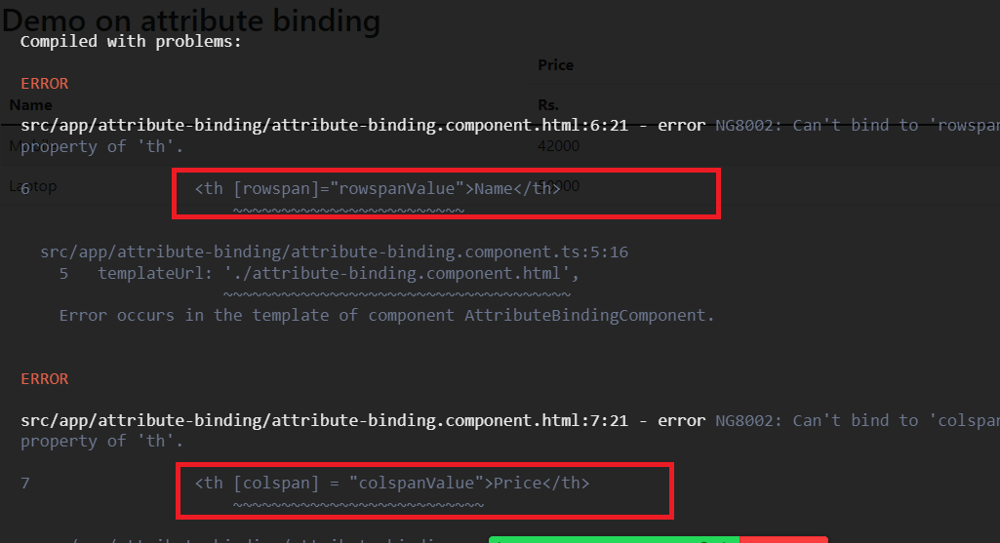 Demo on attribute binding
Compiled with problems:
Price
ERROR
Name
Rs.
src/app/attribute-binding/attribute-binding.component.html:6:21 - error NG8002: Can't bind to 'rowspan
property of 'th'.
42000
Laptop
6 <th [rowspan]="rowspanValue">Name</th>
~~~~~~~~~~~~~~~~~~~~~~~~
src/app/attribute-binding/attribute-binding.component.ts:5:16
5 templateUrl: './attribute-binding.component.html',
~~~~~~~~~~~~~~~~~~~~~~~~~~~~~~~~~~~~
Error occurs in the template of component AttributeBindingComponent.
ERROR
src/app/attribute-binding/attribute-binding.component.html:7:21 - error NG8002: Can't bind to 'colspan
property of 'th'.
7 <th [colspan] = "colspanValue">Price</th>
~~~~~~~~~~~~~~~~~~~~~~~~~~